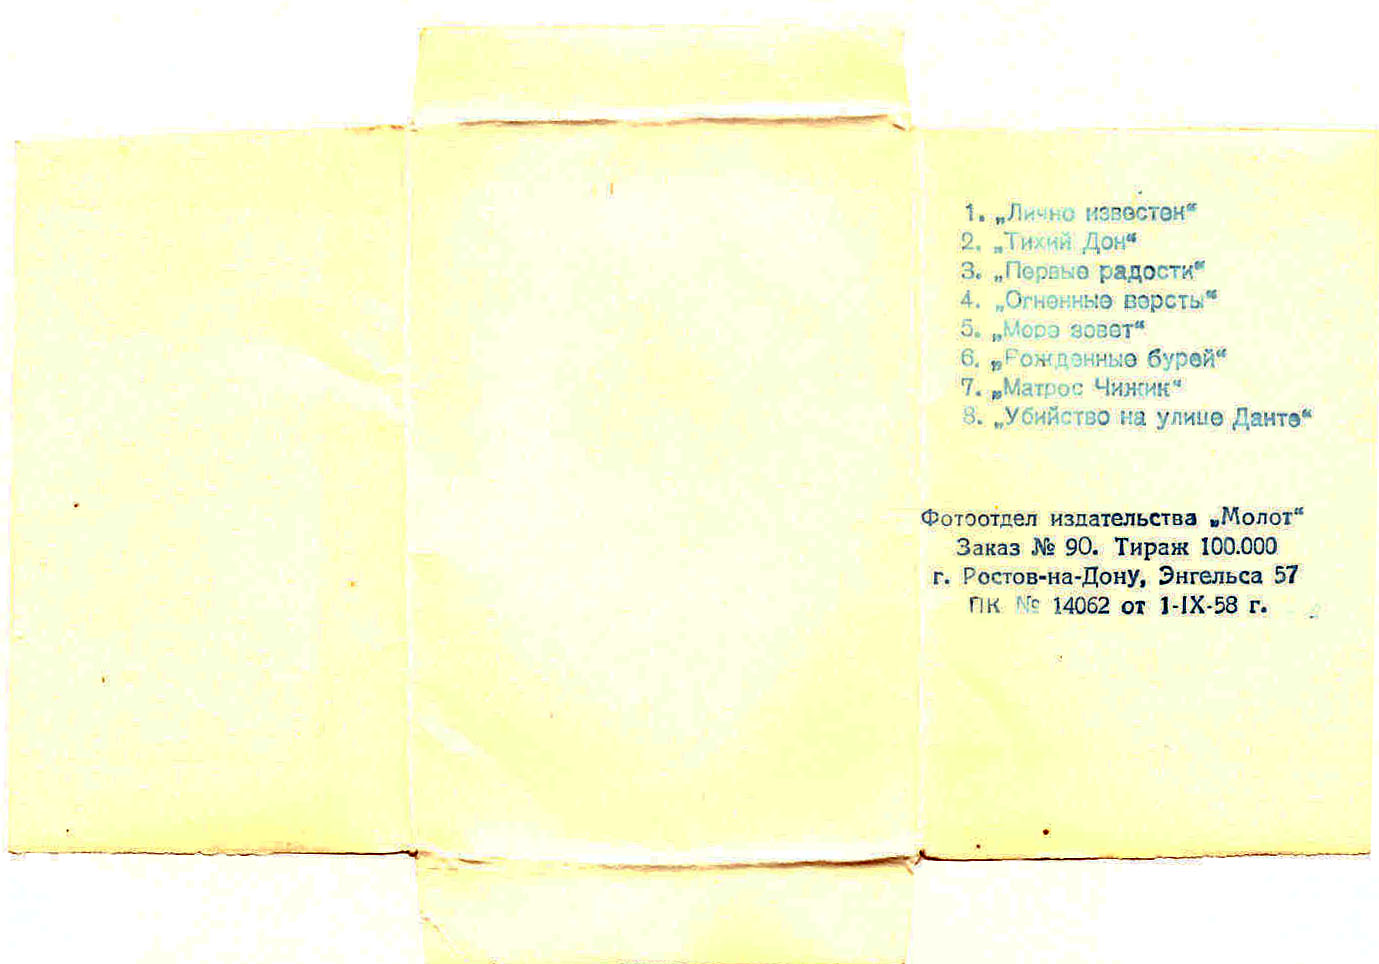 1. „Лично известен“
2. „Тихий Дон“
3. „Первые радости“
4. „Огненные версты“
5. „Море зовет“
6. „Рожденные бурей“
7. „Матрос Чижик“
8. „Убийство на улице Данте“
Фотоотдел издательства „Молот“
Заказ № 90. Тираж 100.000
г. Ростов-на-Дону, Энгельса 57
ПК № 14062 от 1-IX-58 г.